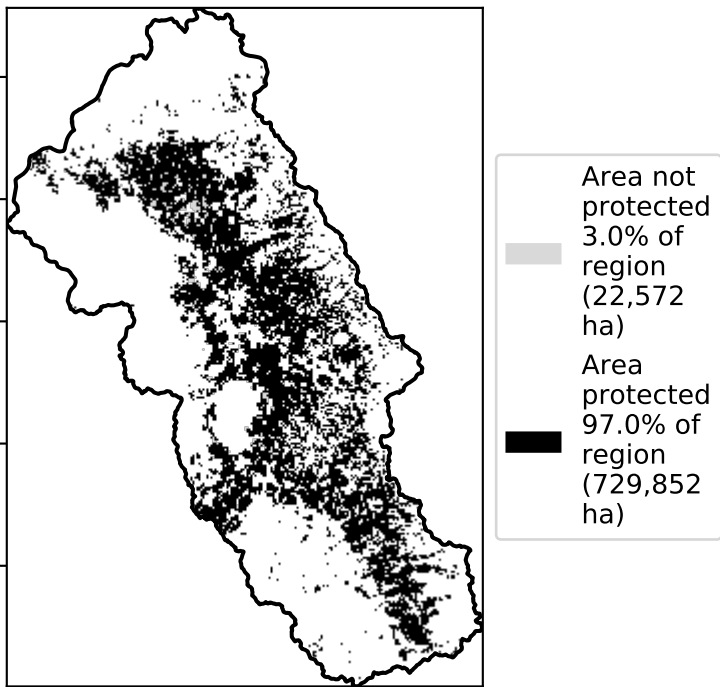 Area not
protected
3.0% of
region
(22,572
ha)
Area
protected
97.0% of
region
(729,852
ha)